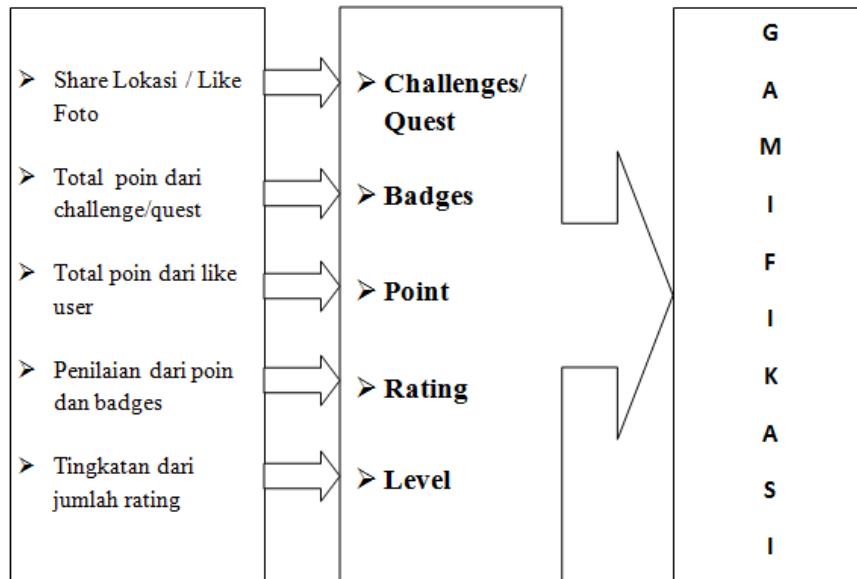 ➢ Share Lokasi / Like
Foto
➢ Total poin dari
challenge/quest
➢ Total poin dari like
user
➢ Penilaian dari poin
dan badges
➢ Tingkatan dari
jumlah rating
➢ Challenges/
Quest
➢ Badges
➢ Point
➢ Rating
➢ Level
G
A
M
I
F
I
K
A
S
I